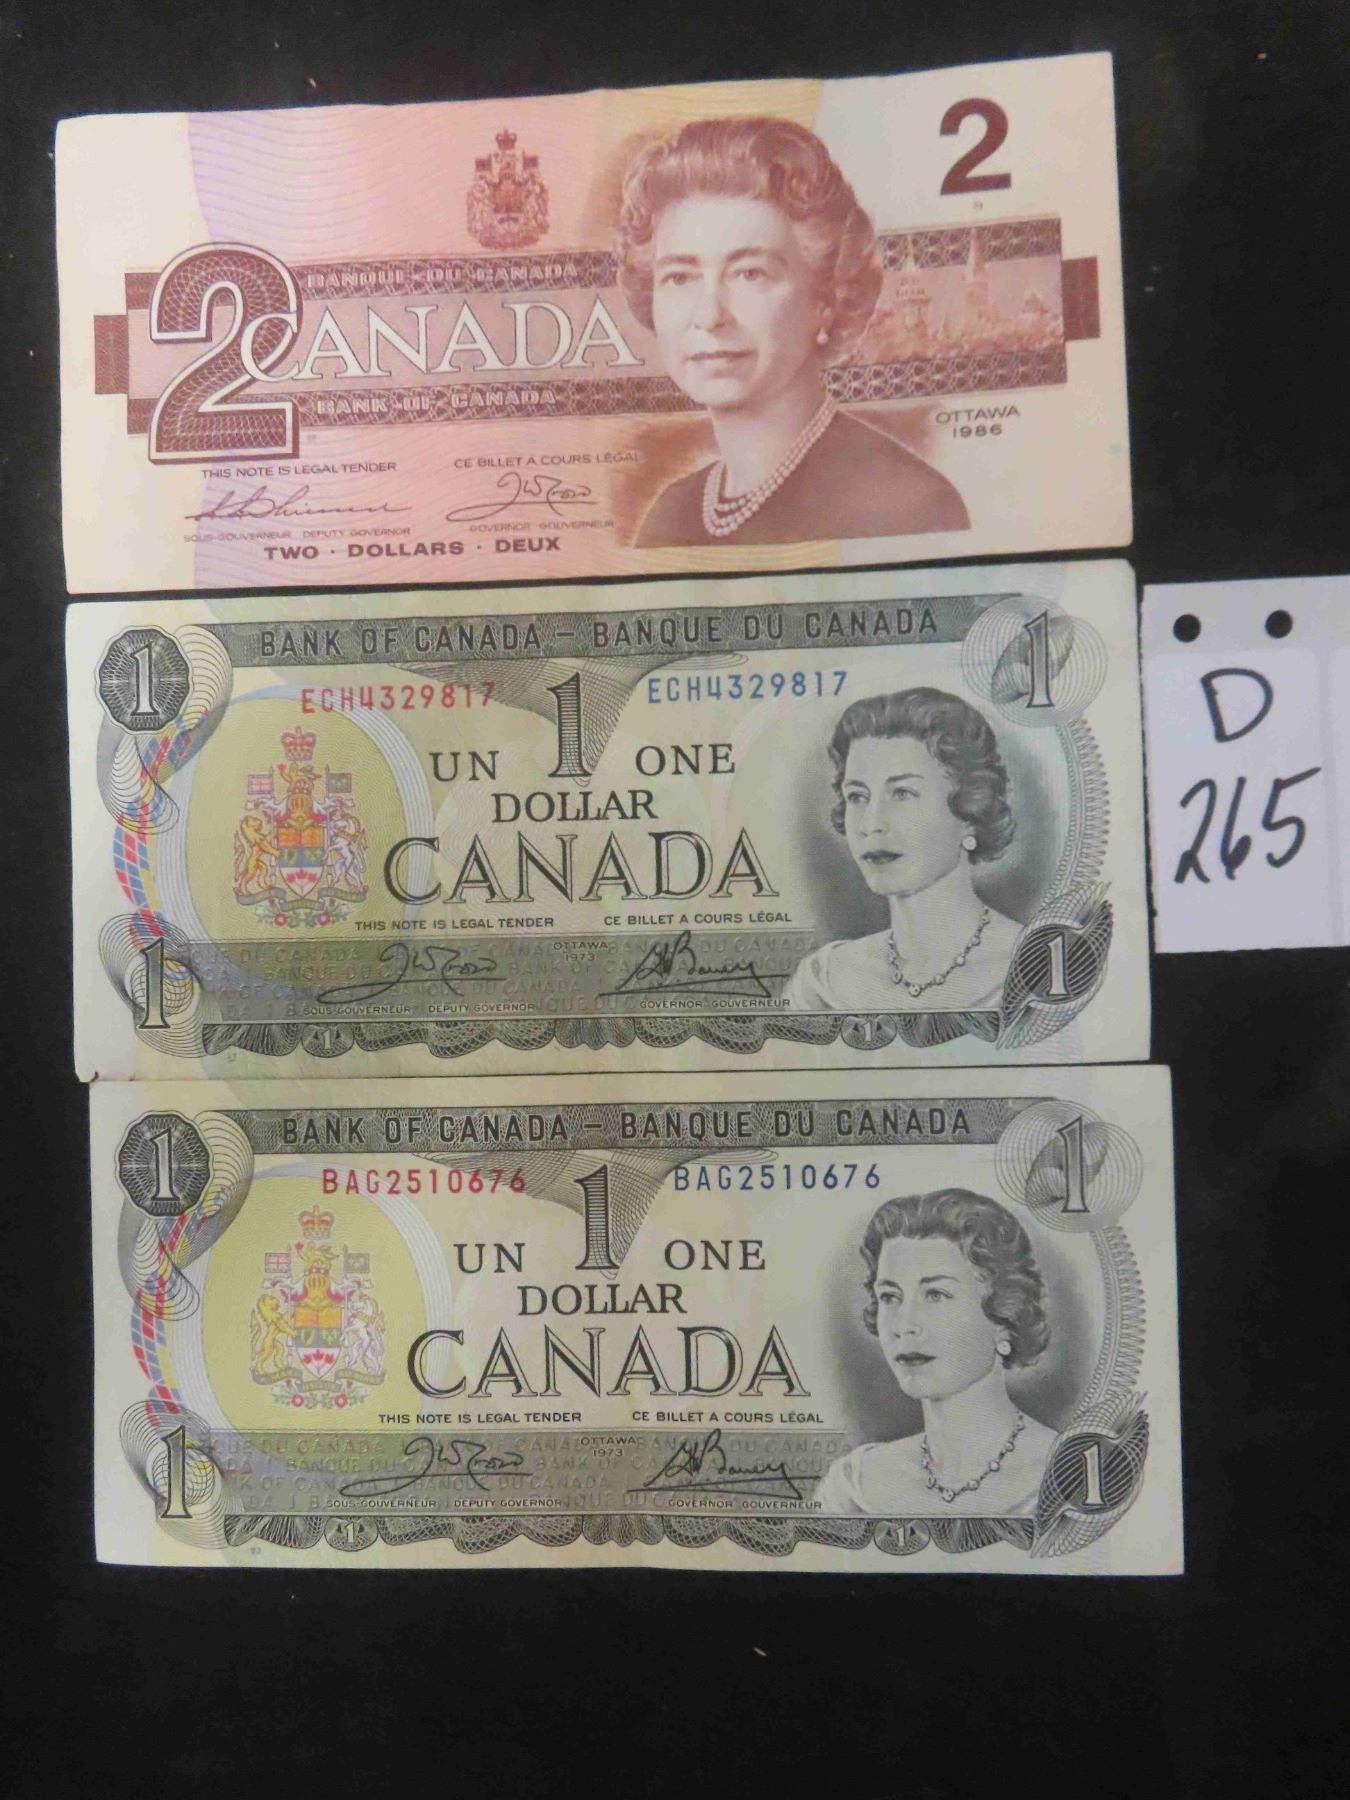 2
BANQUE DU CANADA
2
CANADA
BANK OF CANADA
OTTAWA
1986
THIS NOTE IS LEGAL TENDER CE BILLET A COURS LÉGAL
SOUS-GOUVERNEUR DEPUTY GOVERNOR GOVERNOR GOUVERNEUR
TWO · DOLLARS · DEUX
1 BANK OF CANADA – BANQUE DU CANADA 1
ECH4329817 1 ECH4329817
UN ONE
DOLLAR
CANADA
THIS NOTE IS LEGAL TENDER CE BILLET A COURS LÉGAL
OTTAWA
1973
1 1
SOUS-GOUVERNEUR DEPUTY GOVERNOR GOVERNOR GOUVERNEUR
1 1
D
265
1 BANK OF CANADA – BANQUE DU CANADA 1
BAG2510676 1 BAG2510676
UN ONE
DOLLAR
CANADA
THIS NOTE IS LEGAL TENDER CE BILLET A COURS LÉGAL
OTTAWA
1973
1 1
SOUS-GOUVERNEUR DEPUTY GOVERNOR GOVERNOR GOUVERNEUR
1 1